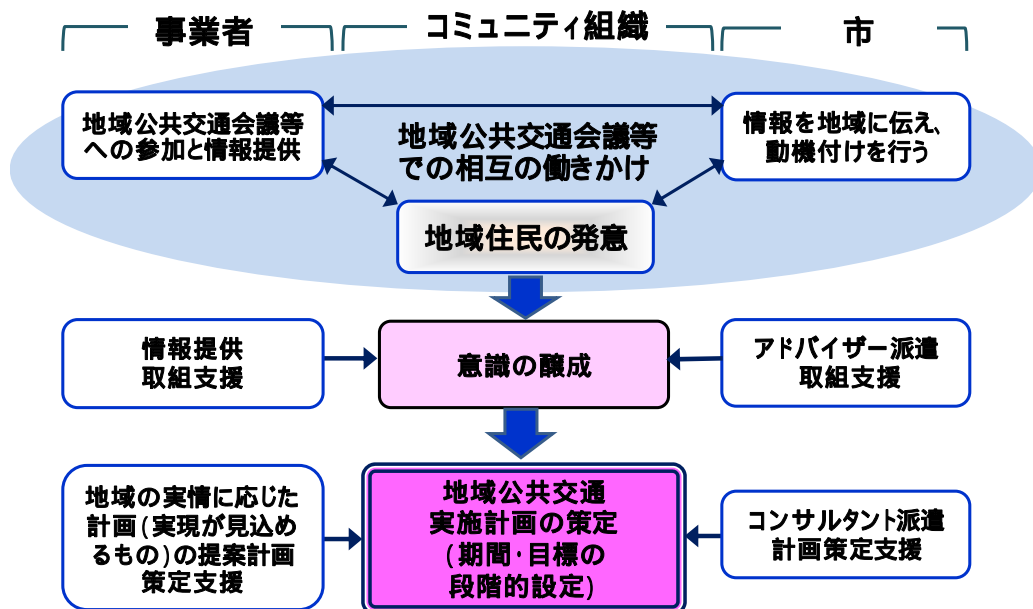 事業者
コミュニティ組織
市
地域公共交通会議等
への参加と情報提供
地域公共交通会議等
での相互の働きかけ
情報を地域に伝え、
動機付けを行う
地域住民の発意
情報提供
取組支援
意識の醸成
アドバイザー派遣
取組支援
地域の実情に応じた
計画(実現が見込め
るもの)の提案計画
策定支援
地域公共交通
実施計画の策定
(期間・目標の
段階的設定)
コンサルタント派遣
計画策定支援